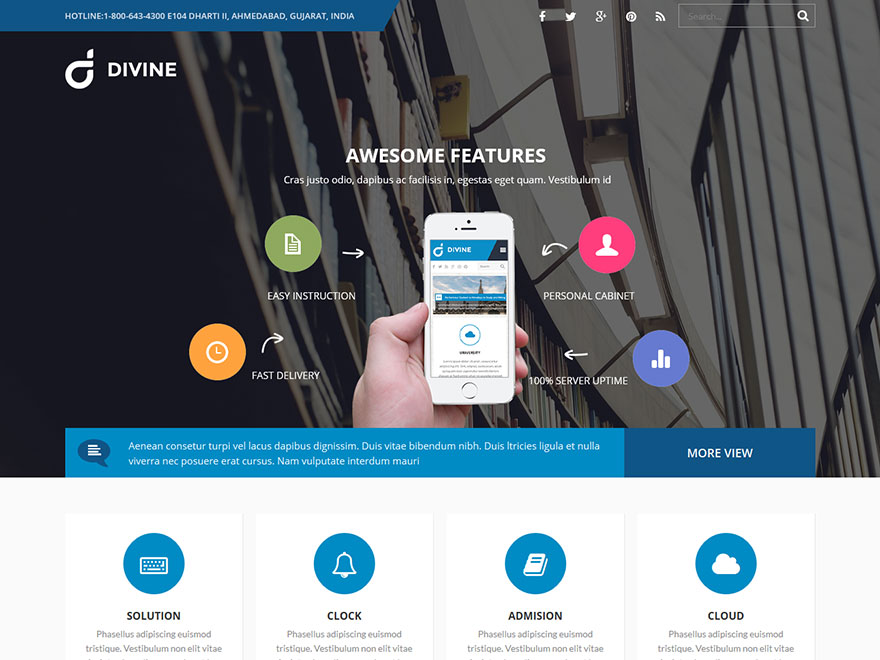 HOTLINE:1-800-643-4300 E104 DHARTI II, AHMEDABAD, GUJARAT, INDIA
Search...
DIVINE
AWESOME FEATURES
Cras justo odio, dapibus ac facilisis in, egestas eget quam. Vestibulum id
DIVINE
EASY INSTRUCTION
PERSONAL CABINET
UNIVERSITY
FAST DELIVERY
100% SERVER UPTIME
Aenean consetur turpi vel lacus dapibus dignissim. Duis vitae bibendum nibh. Duis ltricies ligula et nulla
viverra nec posuere erat cursus. Nam vulputate interdum mauri
MORE VIEW
SOLUTION
CLOCK
ADMISION
CLOUD
Phasellus adipiscing euismod
tristique. Vestibulum non elit vitae
Phasellus adipiscing euismod
tristique. Vestibulum non elit vitae
Phasellus adipiscing euismod
tristique. Vestibulum non elit vitae
Phasellus adipiscing euismod
tristique. Vestibulum non elit vitae